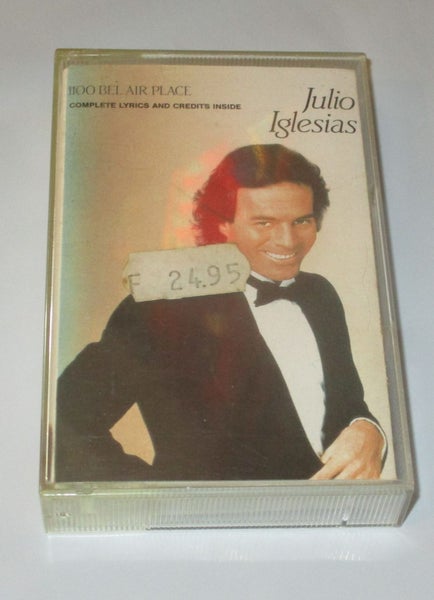 1100 BEL AIR PLACE
COMPLETE LYRICS AND CREDITS INSIDE
Julio
Iglesias
F 24.95